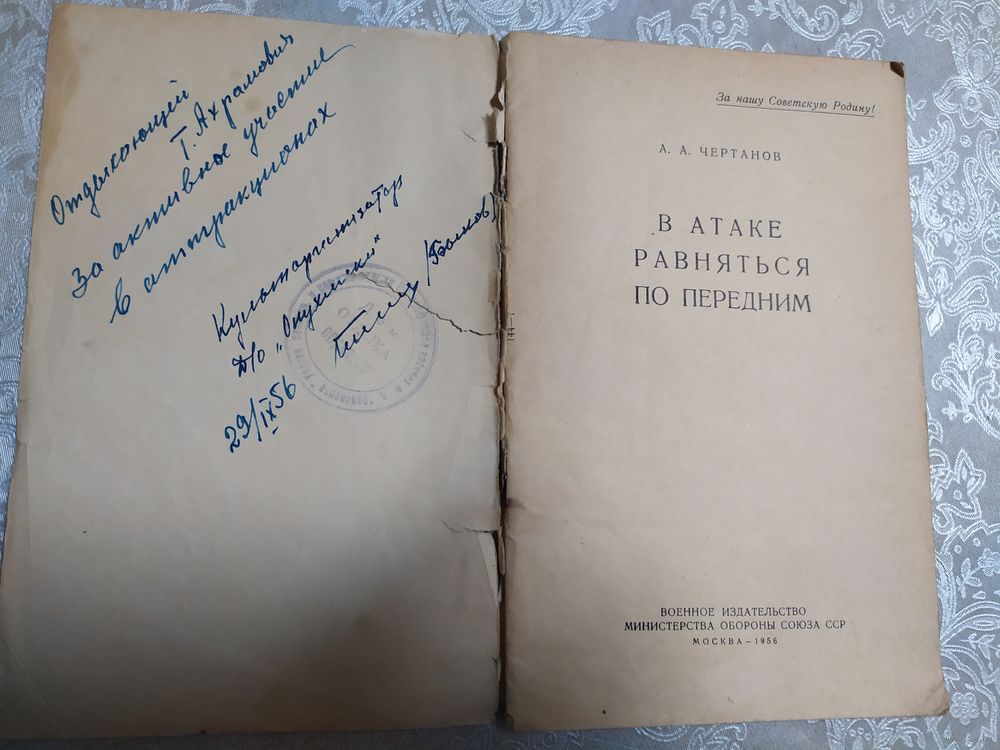 Отдыхающей
Т. Ахрамович
За активное участие
в аттракционах
Культорганизатор
Д/О „Опухлики"
29/IX 56
За нашу Советскую Родину!
А. А. ЧЕРТАНОВ
В АТАКЕ
РАВНЯТЬСЯ
ПО ПЕРЕДНИМ
ВОЕННОЕ ИЗДАТЕЛЬСТВО
МИНИСТЕРСТВА ОБОРОНЫ СОЮЗА ССР
МОСКВА — 1956